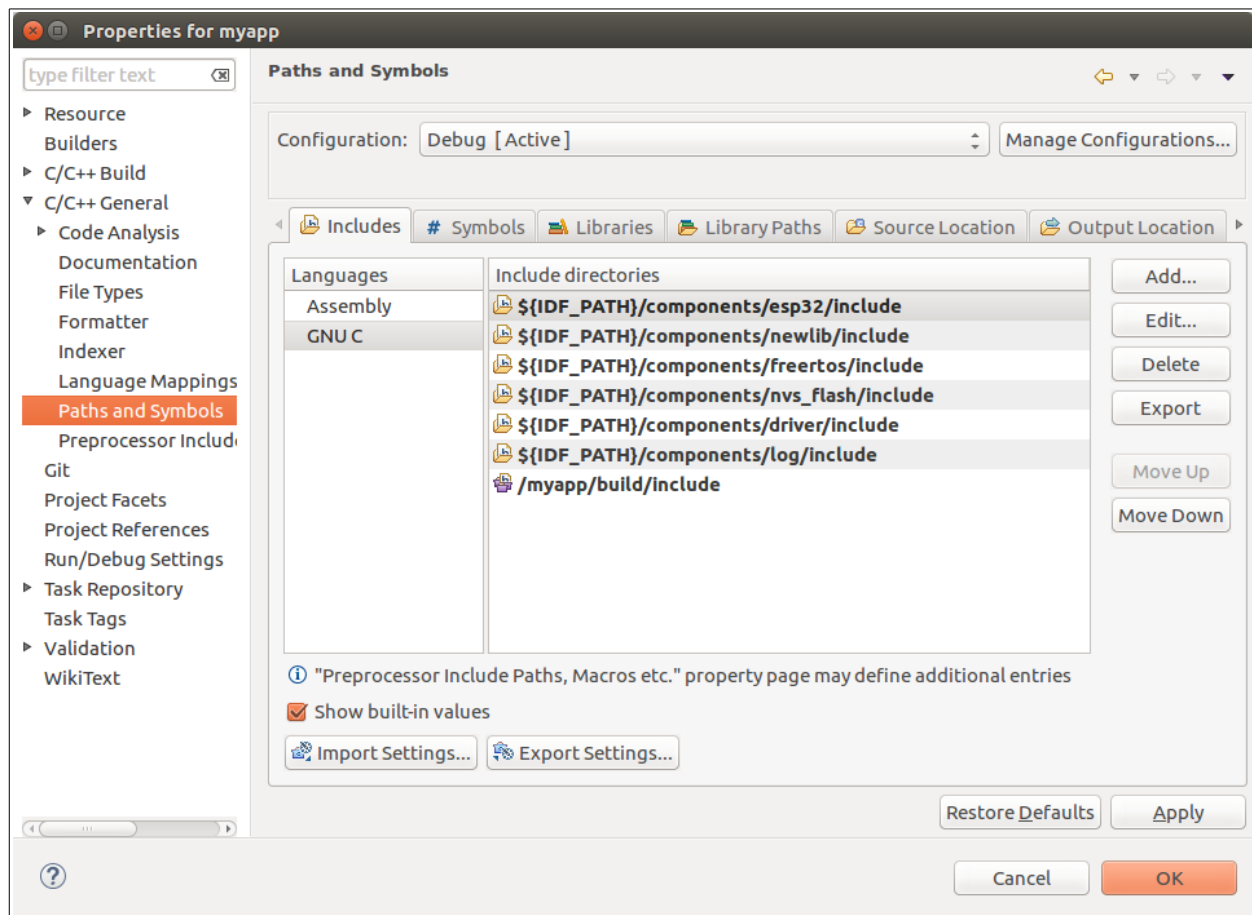 Properties for myapp
type filter text
Resource
Builders
C/C++ Build
C/C++ General
Code Analysis
Documentation
File Types
Formatter
Indexer
Language Mappings
Paths and Symbols
Preprocessor Includ
Git
Project Facets
Project References
Run/Debug Settings
Task Repository
Task Tags
Validation
WikiText
Paths and Symbols
Configuration: Debug [ Active ] Manage Configurations...
Includes # Symbols Libraries Library Paths Source Location Output Location
Languages
Assembly
GNU C
Include directories
${IDF_PATH}/components/esp32/include
${IDF_PATH}/components/newlib/include
${IDF_PATH}/components/freertos/include
${IDF_PATH}/components/nvs_flash/include
${IDF_PATH}/components/driver/include
${IDF_PATH}/components/log/include
/myapp/build/include
Add...
Edit...
Delete
Export
Move Up
Move Down
"Preprocessor Include Paths, Macros etc." property page may define additional entries
Show built-in values
Import Settings... Export Settings...
Restore Defaults Apply
? Cancel OK